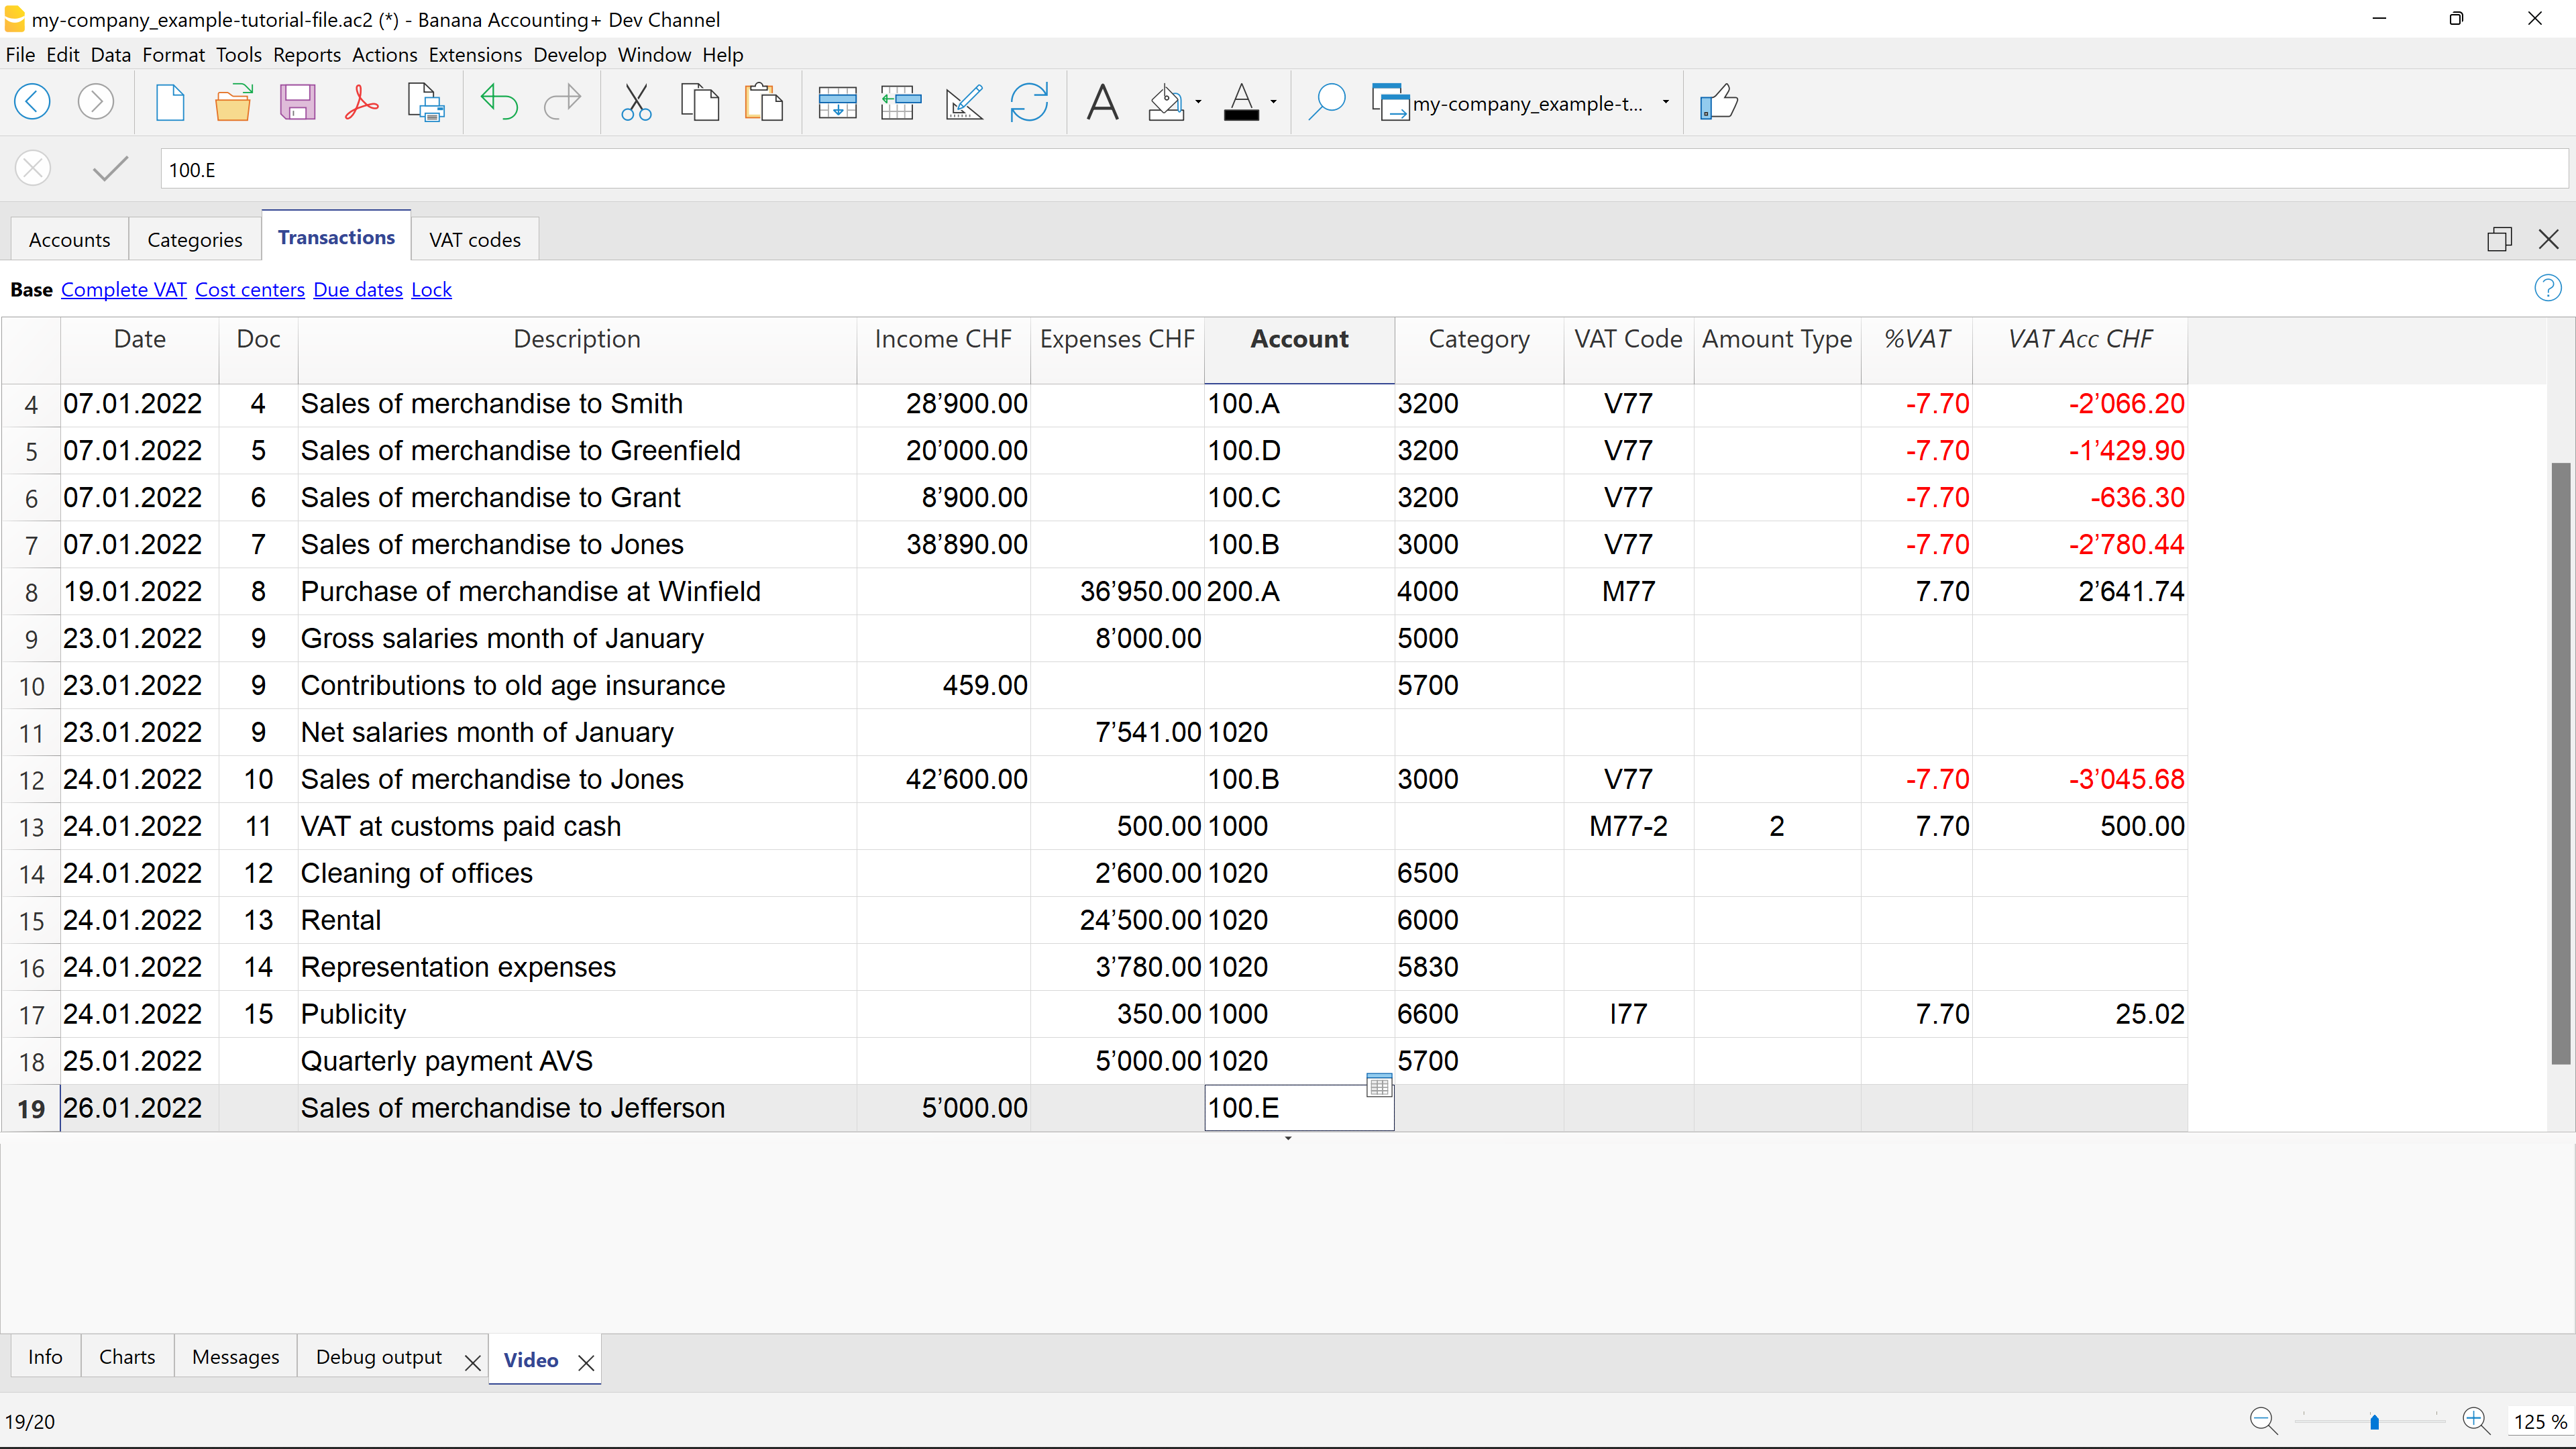 my-company_example-tutorial-file.ac2 (*) - Banana Accounting+ Dev Channel
File Edit Data Format Tools Reports Actions Extensions Develop Window Help
my-company_example-t...
100.E
Accounts Categories Transactions VAT codes
Base Complete VAT Cost centers Due dates Lock
Date Doc Description Income CHF Expenses CHF Account Category VAT Code Amount Type %VAT VAT Acc CHF
4 07.01.2022 4 Sales of merchandise to Smith 28’900.00 100.A 3200 V77 -7.70 -2’066.20
5 07.01.2022 5 Sales of merchandise to Greenfield 20’000.00 100.D 3200 V77 -7.70 -1’429.90
6 07.01.2022 6 Sales of merchandise to Grant 8’900.00 100.C 3200 V77 -7.70 -636.30
7 07.01.2022 7 Sales of merchandise to Jones 38’890.00 100.B 3000 V77 -7.70 -2’780.44
8 19.01.2022 8 Purchase of merchandise at Winfield 36’950.00 200.A 4000 M77 7.70 2’641.74
9 23.01.2022 9 Gross salaries month of January 8’000.00 5000
10 23.01.2022 9 Contributions to old age insurance 459.00 5700
11 23.01.2022 9 Net salaries month of January 7’541.00 1020
12 24.01.2022 10 Sales of merchandise to Jones 42’600.00 100.B 3000 V77 -7.70 -3’045.68
13 24.01.2022 11 VAT at customs paid cash 500.00 1000 M77-2 2 7.70 500.00
14 24.01.2022 12 Cleaning of offices 2’600.00 1020 6500
15 24.01.2022 13 Rental 24’500.00 1020 6000
16 24.01.2022 14 Representation expenses 3’780.00 1020 5830
17 24.01.2022 15 Publicity 350.00 1000 6600 I77 7.70 25.02
18 25.01.2022 Quarterly payment AVS 5’000.00 1020 5700
19 26.01.2022 Sales of merchandise to Jefferson 5’000.00 100.E
Info Charts Messages Debug output Video
19/20 125 %